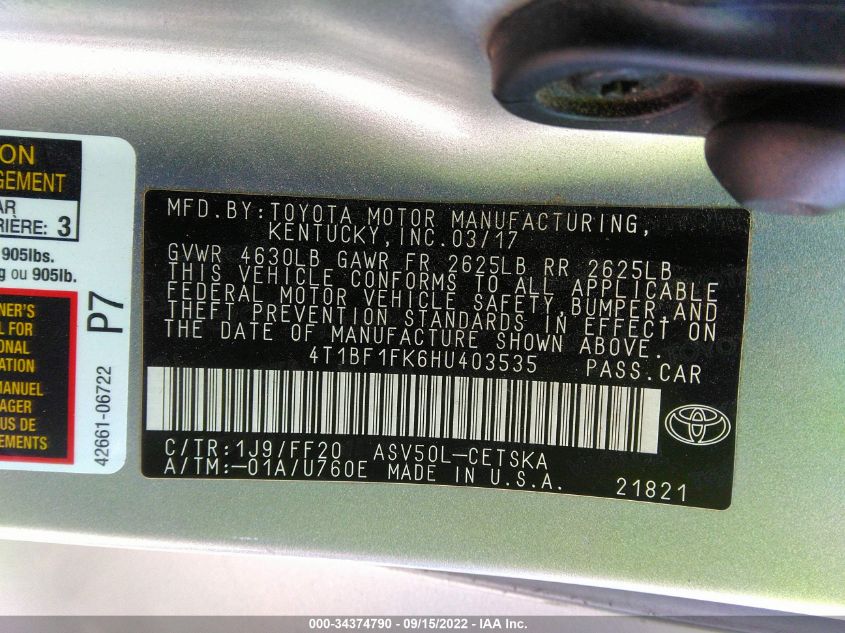 ON
GEMENT
AR
RIÈRE: 3
905lbs.
g ou 905lb.
NER'S
L FOR
ONAL
ATION
MANUEL
AGER
US DE
EMENTS
P7
42661-06722
MFD.BY:TOYOTA MOTOR MANUFACTURING,
KENTUCKY,INC.03/17
GVWR 4630LB GAWR FR 2625LB RR 2625LB
THIS VEHICLE CONFORMS TO ALL APPLICABLE
FEDERAL MOTOR VEHICLE SAFETY,BUMPER,AND
THEFT PREVENTION STANDARDS IN EFFECT ON
THE DATE OF MANUFACTURE SHOWN ABOVE.
4T1BF1FK6HU403535 PASS.CAR
C/TR:1J9/FF20 ASV50L-CETSKA
A/TM:-01A/U760E MADE IN U.S.A. 21821
000-34374790 - 09/15/2022 - IAA Inc.